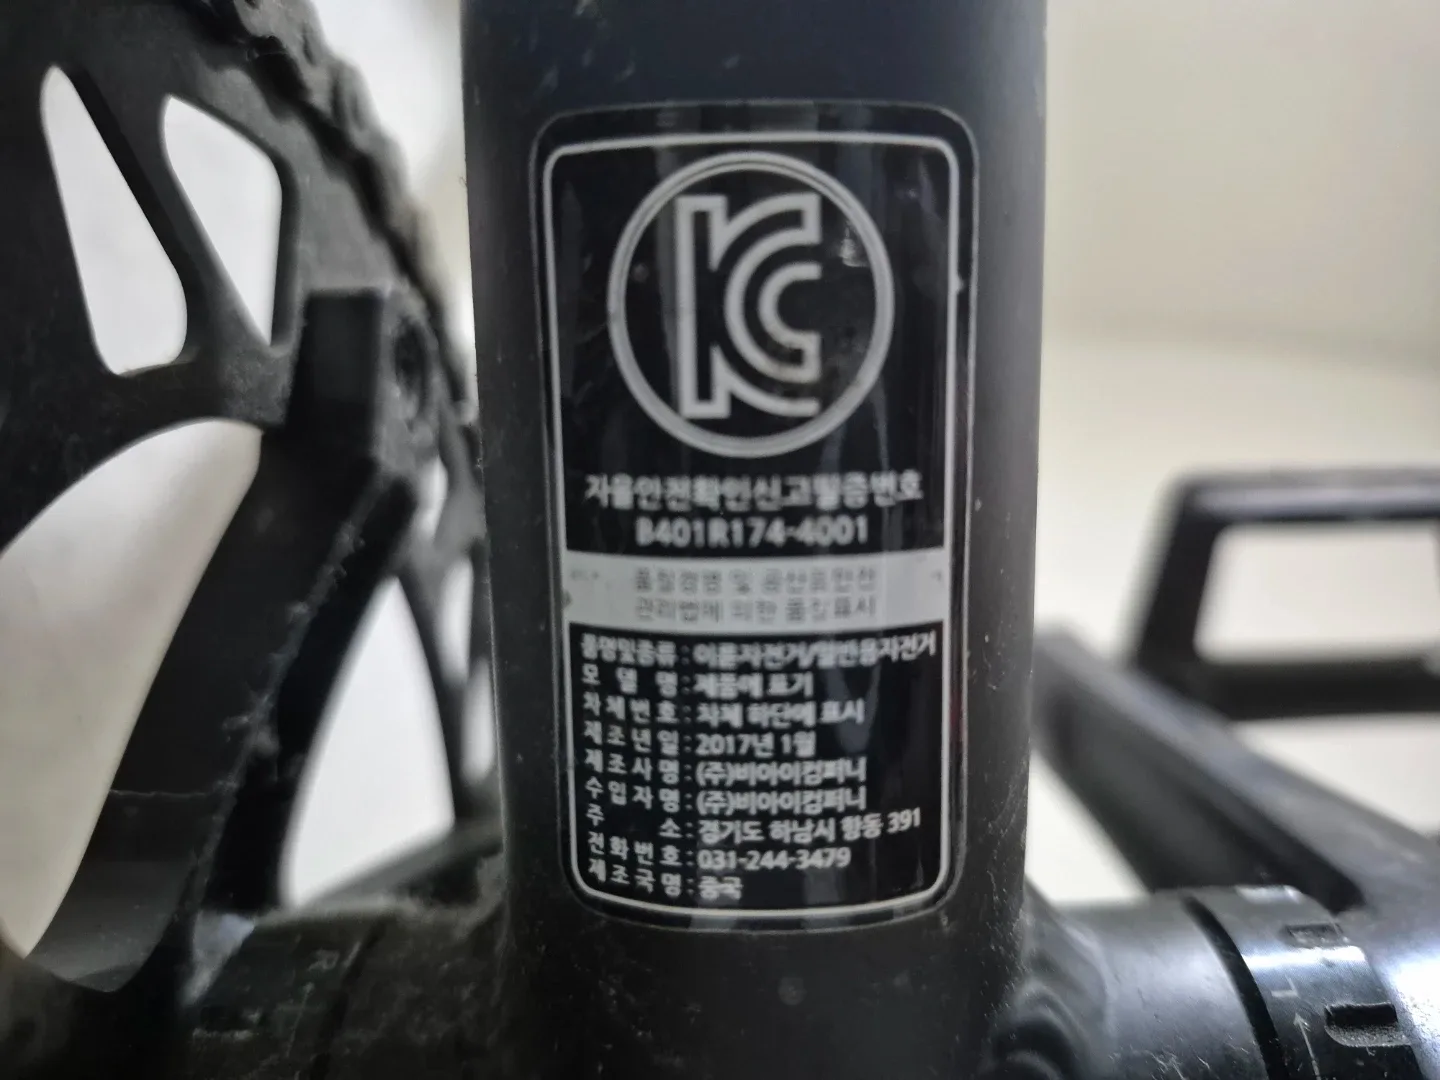 KC
자율안전확인신고필증번호
B401R174-4001
품질경영 및 공산품안전
관리법에 의한 품질표시
품명및종류 : 이륜자전거/일반용자전거
모 델 명 : 제품에 표기
차체번호 : 차체 하단에 표시
제조년일 : 2017년 1월
제조사명 : (주)비아이컴퍼니
수입자명 : (주)비아이컴퍼니
주 소 : 경기도 하남시 항동 391
전화번호 : 031-244-3479
제조국명 : 중국